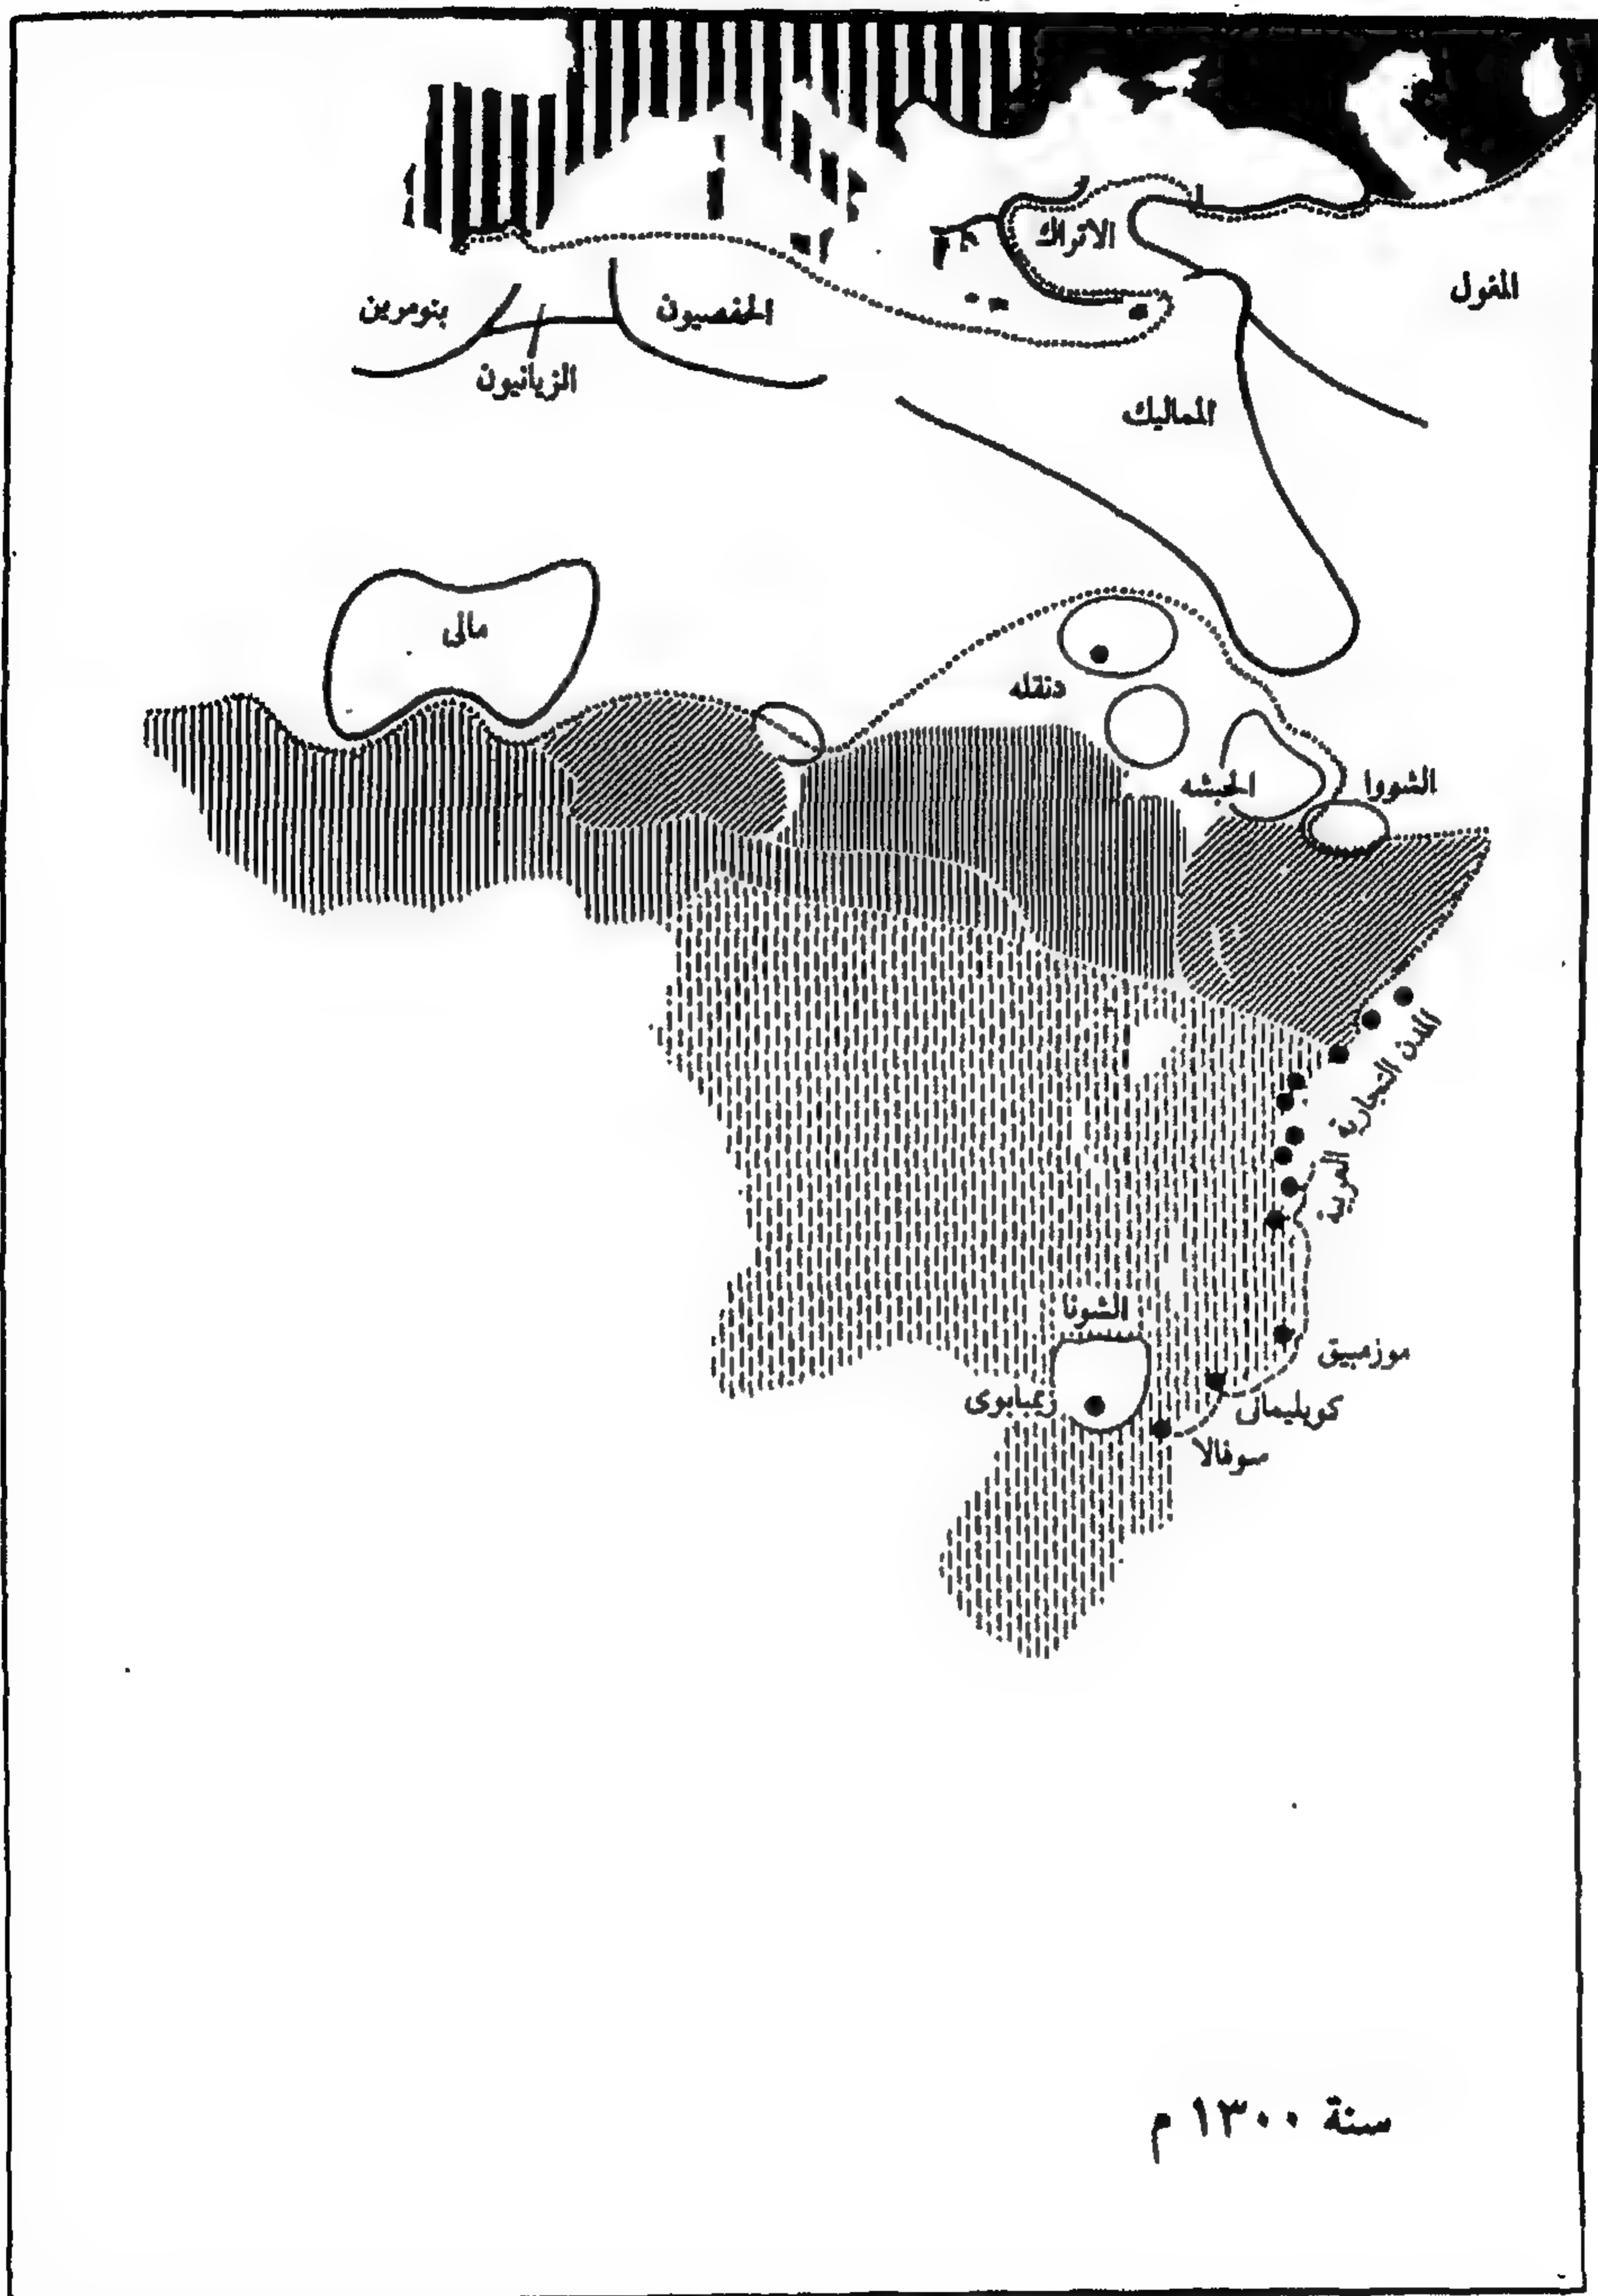 الاتراك
المغول
بنومرين
الحفصيون
الزيانيون
المماليك
مالى
دنقله
الحبشه
الشووا
المدن التجارية العربية
الشونا
موزمبيق
زيمبابوى
كويليمان
سوفالا
سنة ١٣٠٠ م